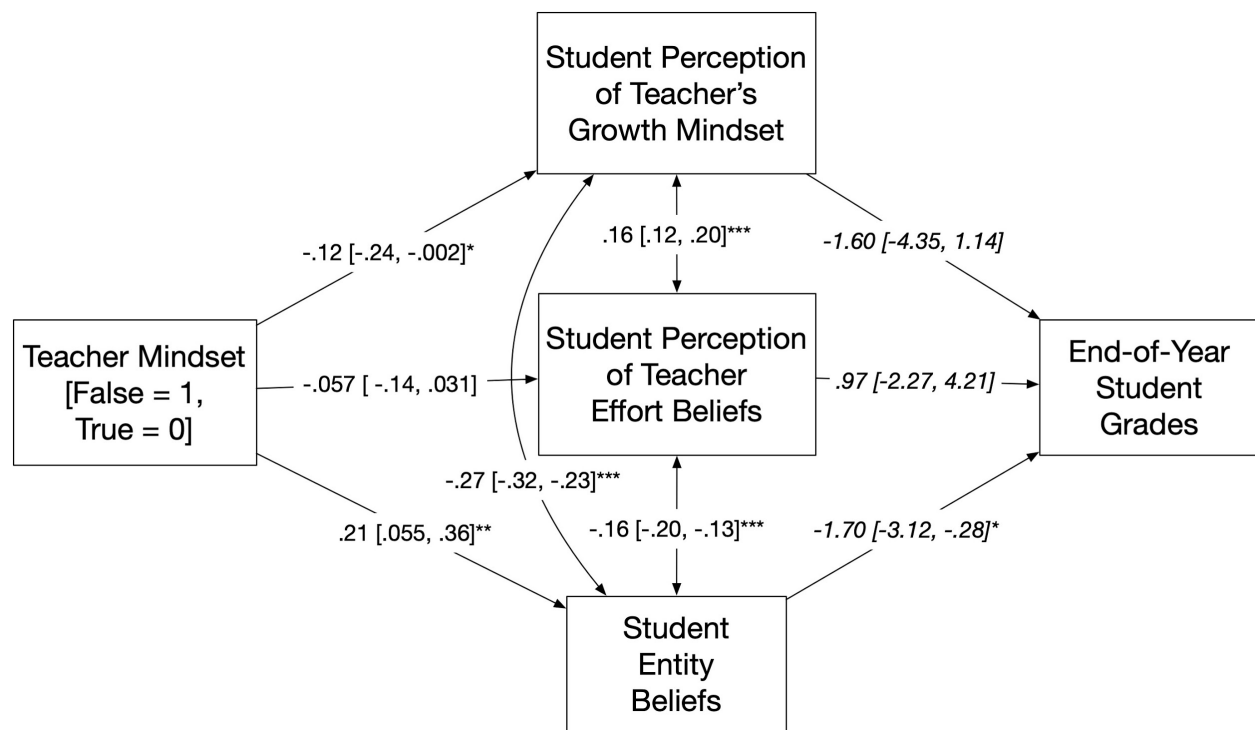 Student Perception
of Teacher's
Growth Mindset
-.12 [-.24, -.002]*
.16 [.12, .20]***
-1.60 [-4.35, 1.14]
Teacher Mindset
[False = 1,
True = 0]
-.057 [ -.14, .031]
Student Perception
of Teacher
Effort Beliefs
.97 [-2.27, 4.21]
End-of-Year
Student
Grades
-.27 [-.32, -.23]***
.21 [.055, .36]**
-.16 [-.20, -.13]***
-1.70 [-3.12, -.28]*
Student
Entity
Beliefs